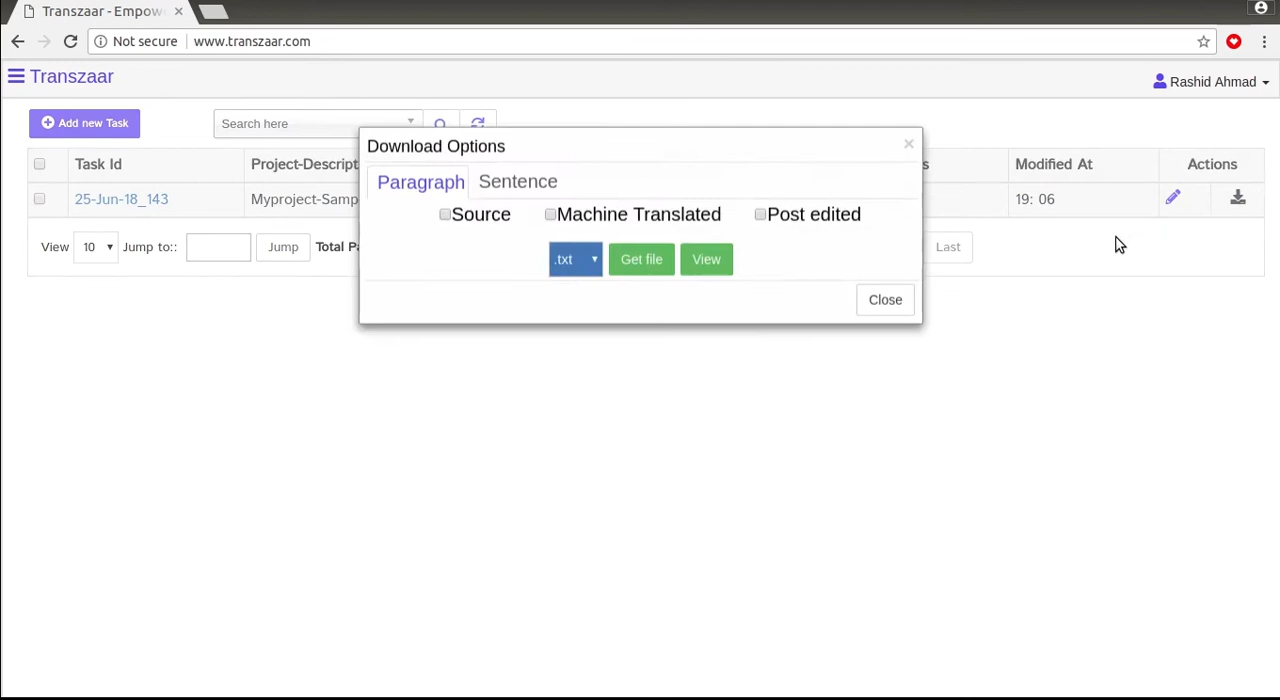 Transzaar - Empow
Not secure www.transzaar.com
Transzaar
Rashid Ahmad
Add new Task
Search here
Download Options
Task Id
Project-Descript
s
Modified At
Actions
Paragraph
Sentence
25-Jun-18_143
Myproject-Samp
19: 06
Source
Machine Translated
Post edited
View
10
Jump to::
Jump
Total Pa
Last
.txt
Get file
View
Close